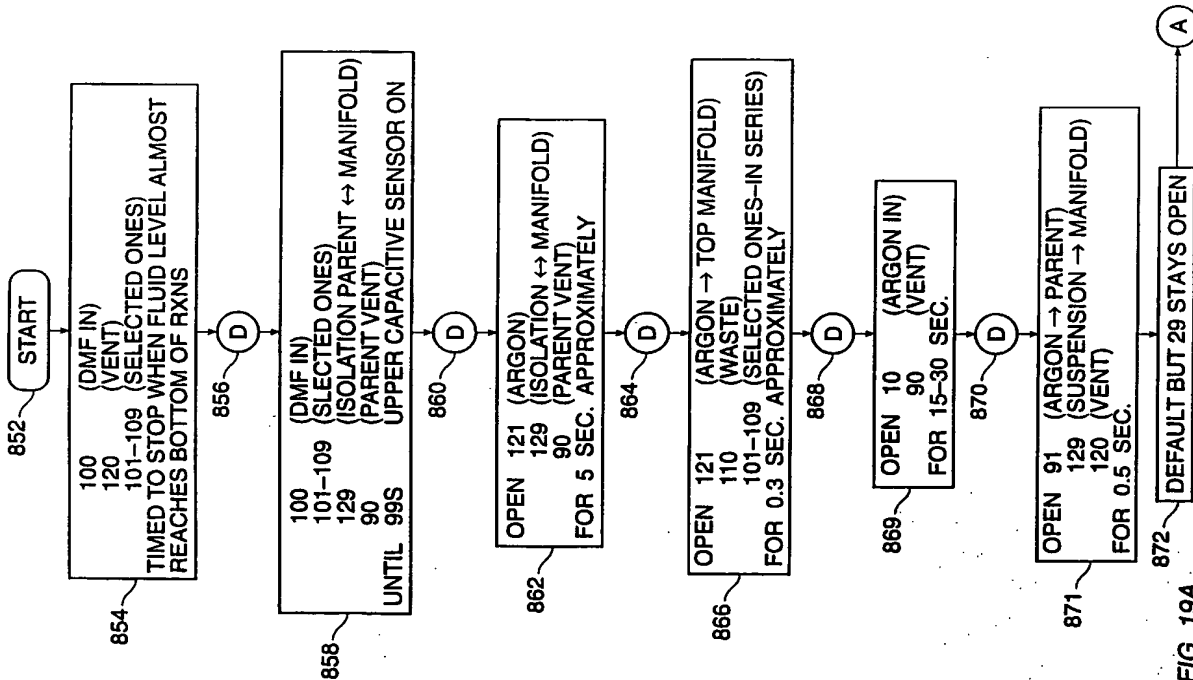 852
START
854
100 (DMF IN)
120 (VENT)
101–109 (SELECTED ONES)
TIMED TO STOP WHEN FLUID LEVEL ALMOST
REACHES BOTTOM OF RXNS
856
D
858
100 (DMF IN)
101–109 (SLECTED ONES)
129 (ISOLATION PARENT ↔ MANIFOLD)
90 (PARENT VENT)
UNTIL 99S UPPER CAPACITIVE SENSOR ON
860
D
862
OPEN 121 (ARGON)
129 (ISOLATION ↔ MANIFOLD)
90 (PARENT VENT)
FOR 5 SEC. APPROXIMATELY
864
D
866
OPEN 121 (ARGON → TOP MANIFOLD)
110 (WASTE)
101–109 (SELECTED ONES–IN SERIES)
FOR 0.3 SEC. APPROXIMATELY
868
D
869
OPEN 10 (ARGON IN)
90 (VENT)
FOR 15–30 SEC.
870
D
871
OPEN 91 (ARGON → PARENT)
129 (SUSPENSION → MANIFOLD)
120 (VENT)
FOR 0.5 SEC.
872
DEFAULT BUT 29 STAYS OPEN
A
FIG. 19A